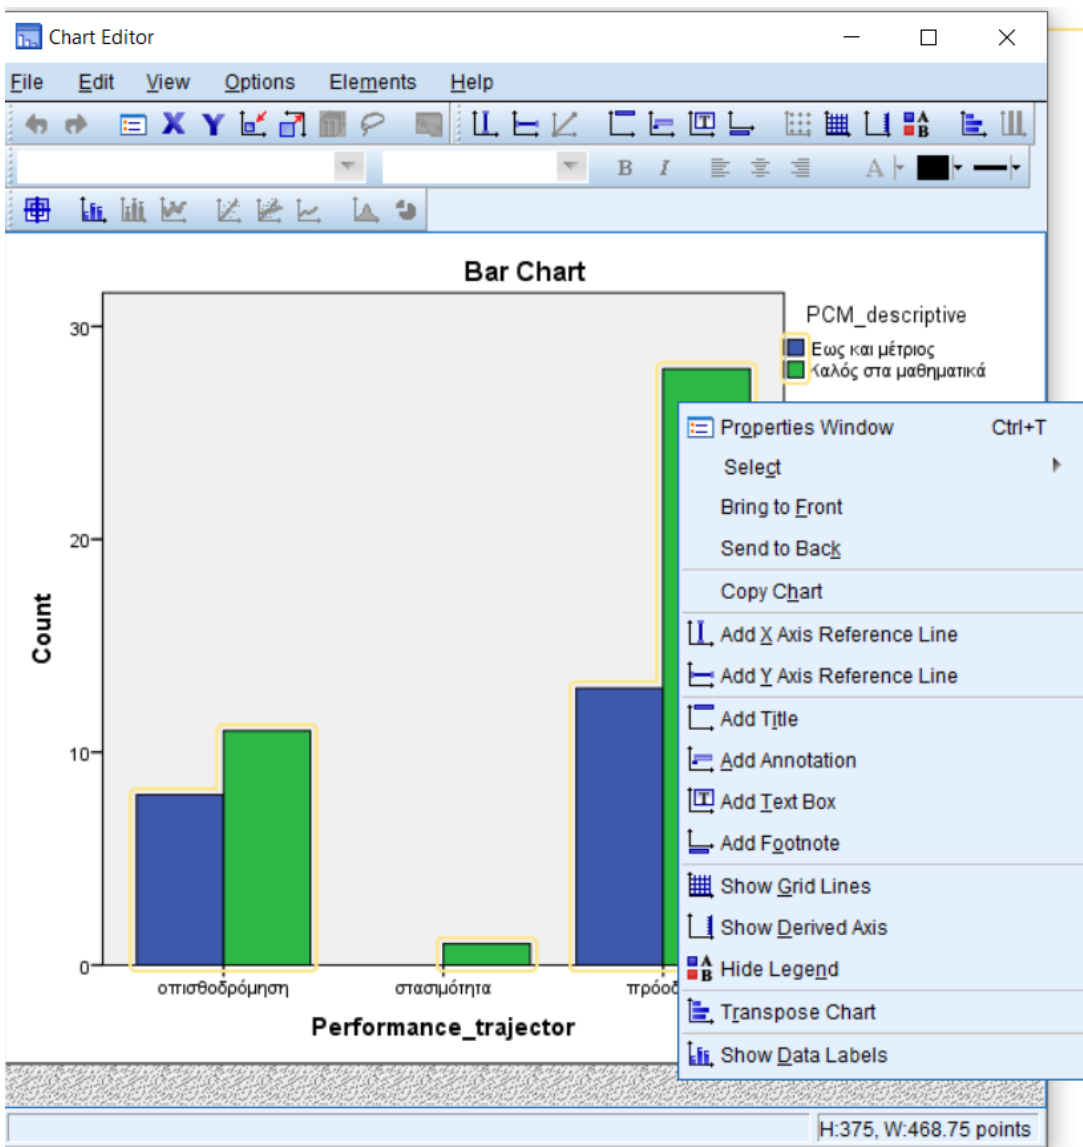 Chart Editor
File Edit View Options Elements Help
B I A
Bar Chart
PCM_descriptive
Εως και μέτριος
Καλός στα μαθηματικά
30
20
10
0
Count
οπισθοδρόμηση στασιμότητα
Performance_trajector
Properties Window Ctrl+T
Select
Bring to Front
Send to Back
Copy Chart
Add X Axis Reference Line
Add Y Axis Reference Line
Add Title
Add Annotation
Add Text Box
Add Footnote
Show Grid Lines
Show Derived Axis
Hide Legend
Transpose Chart
Show Data Labels
H:375, W:468.75 points